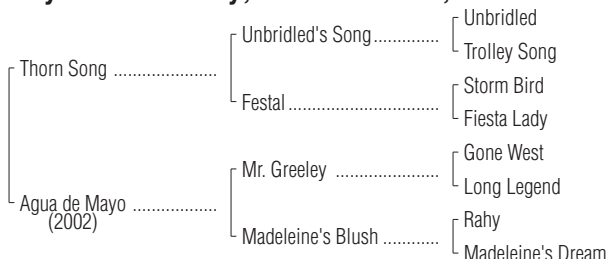 Unbridled
Unbridled's Song
Trolley Song
Thorn Song
Storm Bird
Festal
Fiesta Lady
Gone West
Mr. Greeley
Long Legend
Agua de Mayo
(2002)
Rahy
Madeleine's Blush
Madeleine's Dream